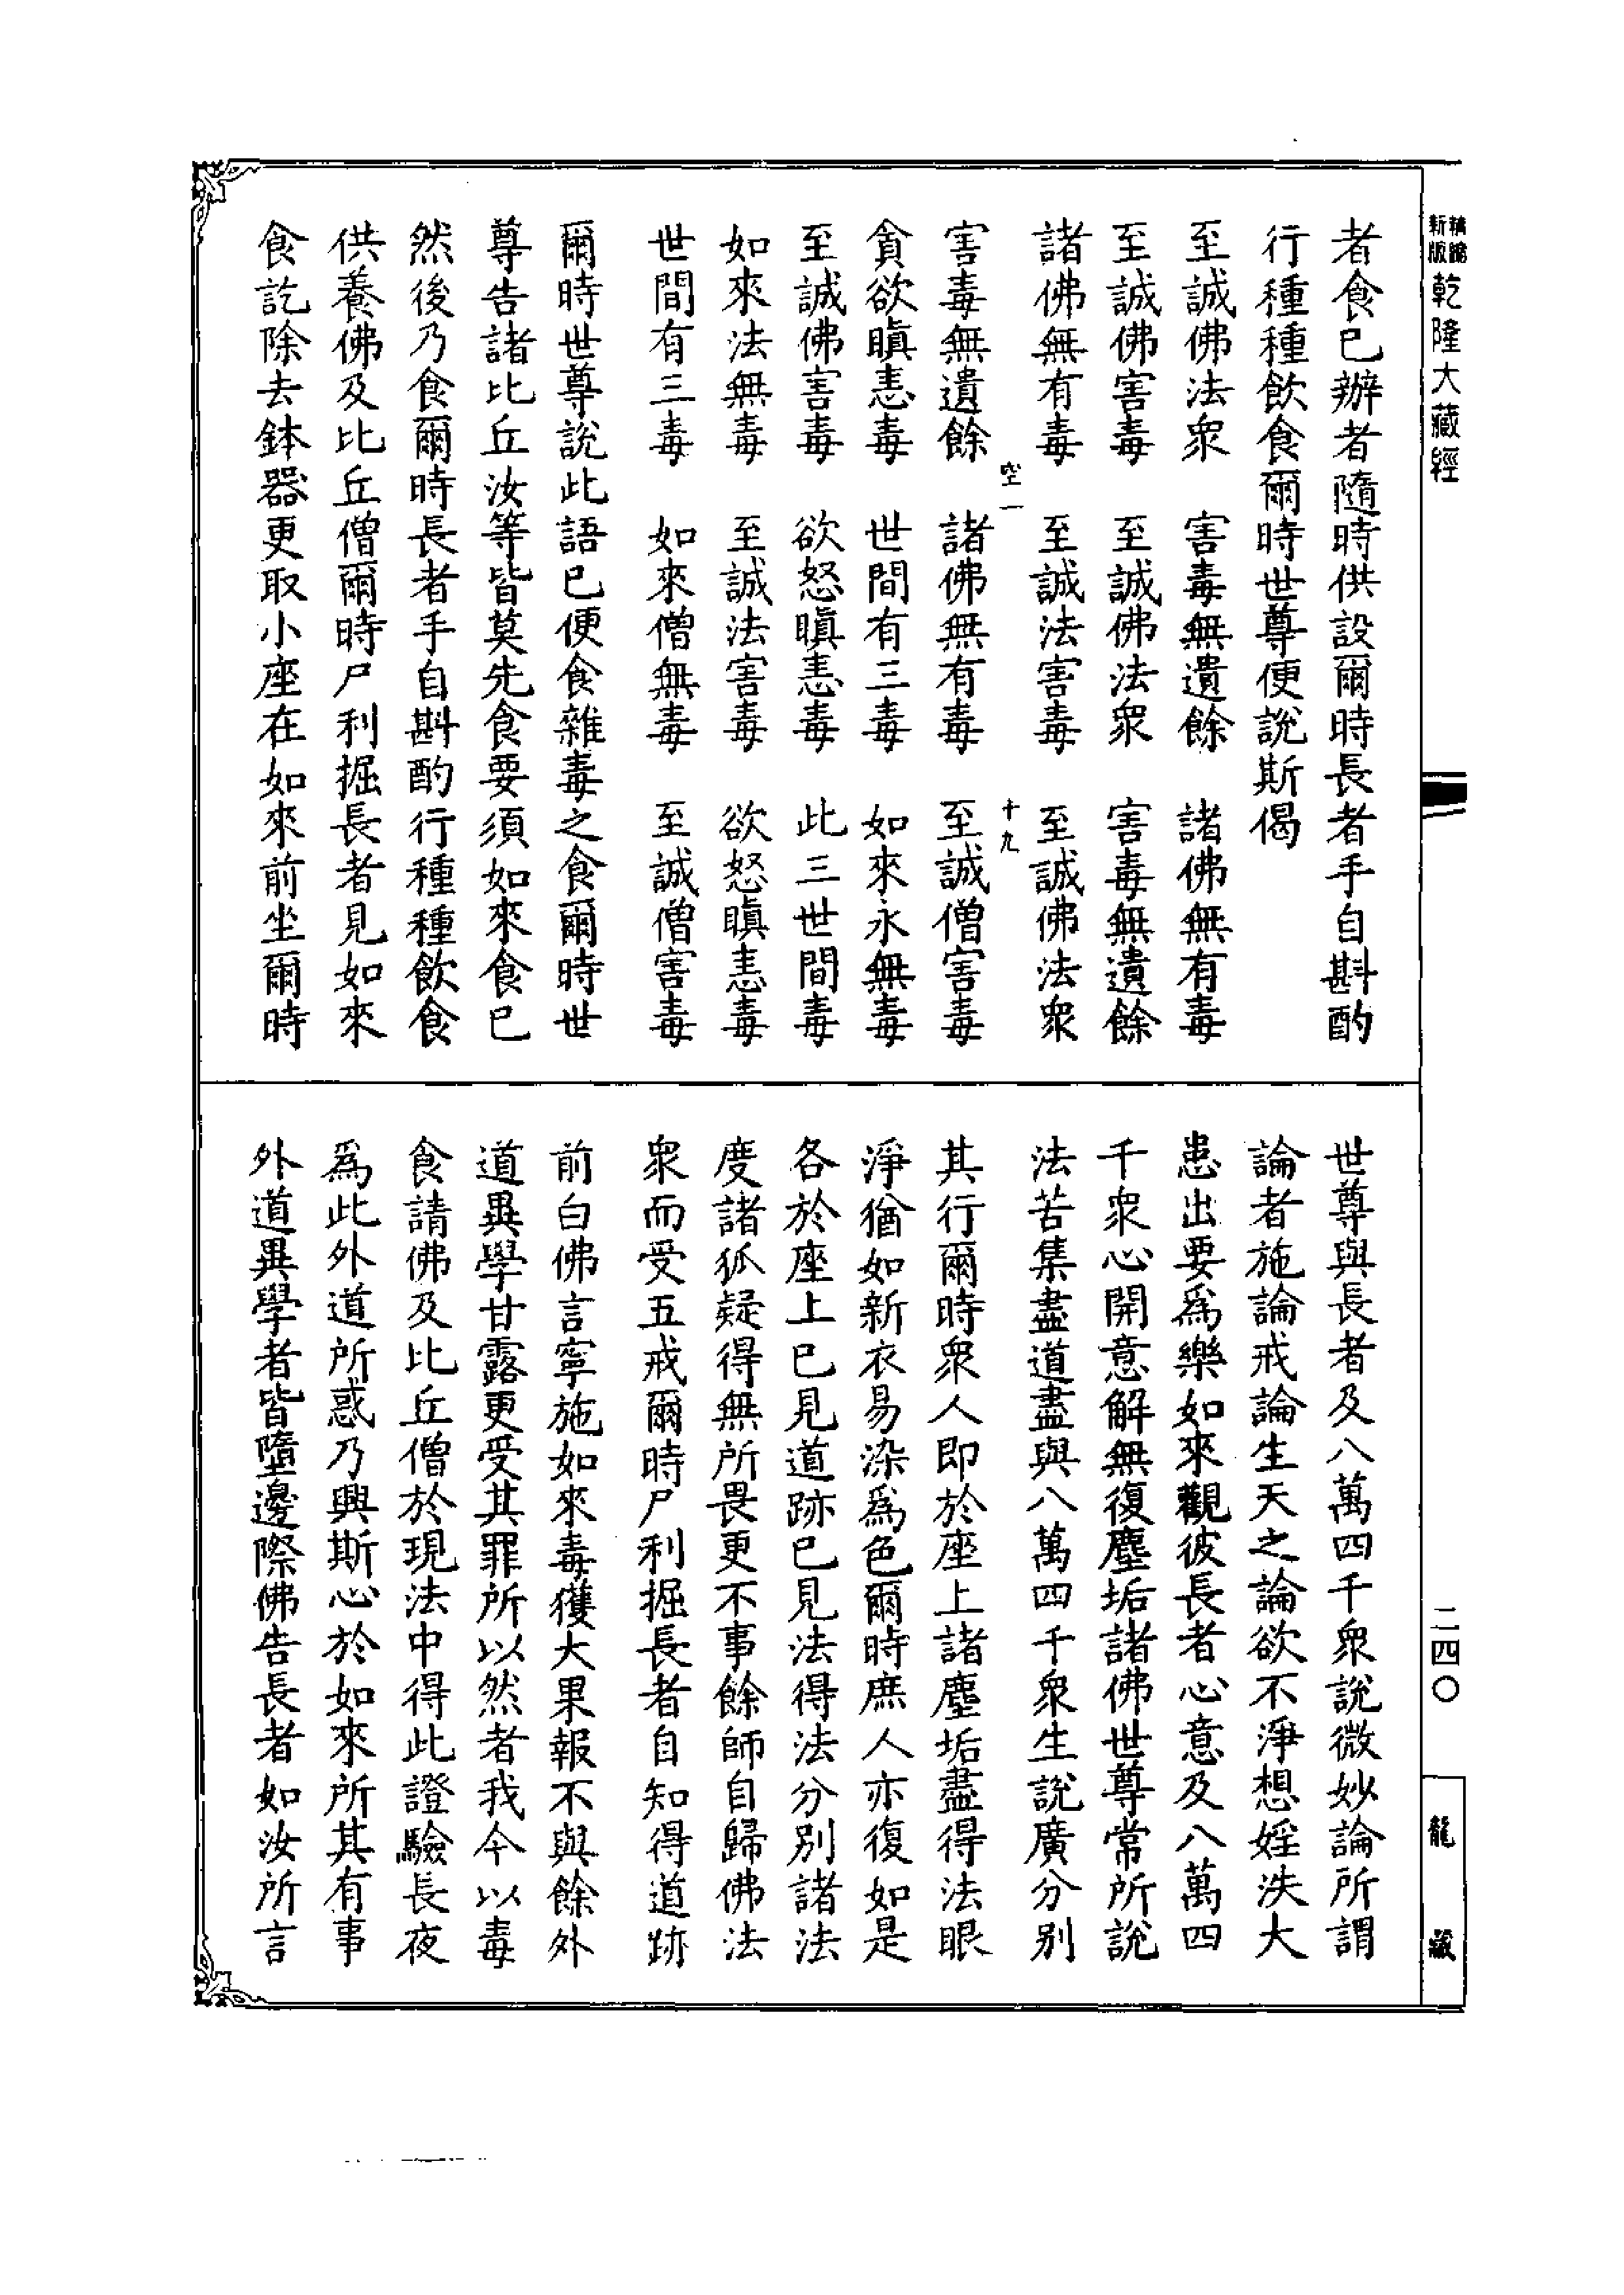 新版
乾隆大藏經
者食已辦者隨時供設爾時長者手自斟酌
行種種飲食爾時世尊便說斯偈
至誠佛法衆　害毒無遺餘　諸佛無有毒
至誠佛害毒　至誠佛法衆　害毒無遺餘
諸佛無有毒　至誠法害毒　至誠佛法衆
空一　十九
害毒無遺餘　諸佛無有毒　至誠僧害毒
貪欲瞋恚毒　世間有三毒　如來永無毒
至誠佛害毒　欲怒瞋恚毒　此三世間毒
如來法無毒　至誠法害毒　欲怒瞋恚毒
世間有三毒　如來僧無毒　至誠僧害毒
爾時世尊說此語已便食雜毒之食爾時世
尊告諸比丘汝等皆莫先食要須如來食已
然後乃食爾時長者手自斟酌行種種飲食
供養佛及比丘僧爾時尸利掘長者見如來
食訖除去鉢器更取小座在如來前坐爾時
世尊與長者及八萬四千衆說微妙論所謂
論者施論戒論生天之論欲不淨想婬泆大
患出要爲樂如來觀彼長者心意及八萬四
千衆心開意解無復塵垢諸佛世尊常所說
法苦集盡道盡與八萬四千衆生說廣分別
其行爾時衆人即於座上諸塵垢盡得法眼
淨猶如新衣易染爲色爾時庶人亦復如是
各於座上已見道跡已見法得法分別諸法
度諸狐疑得無所畏更不事餘師自歸佛法
衆而受五戒爾時尸利掘長者自知得道跡
前白佛言寧施如來毒獲大果報不與餘外
道異學甘露更受其罪所以然者我今以毒
食請佛及比丘僧於現法中得此證驗長夜
爲此外道所惑乃興斯心於如來所其有事
外道異學者皆墮邊際佛告長者如汝所言
二四〇
龍藏